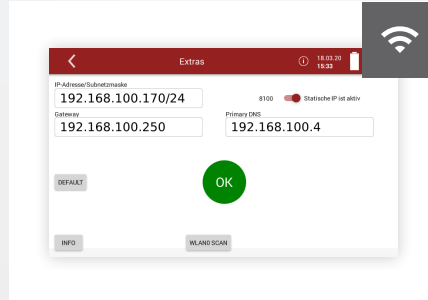 Extras
18.03.20
15:33
IP-Adresse/Subnetzmaske
192.168.100.170/24
8100 Statische IP ist aktiv
Gateway Primary DNS
192.168.100.250 192.168.100.4
DEFAULT
OK
INFO WLAN0 SCAN